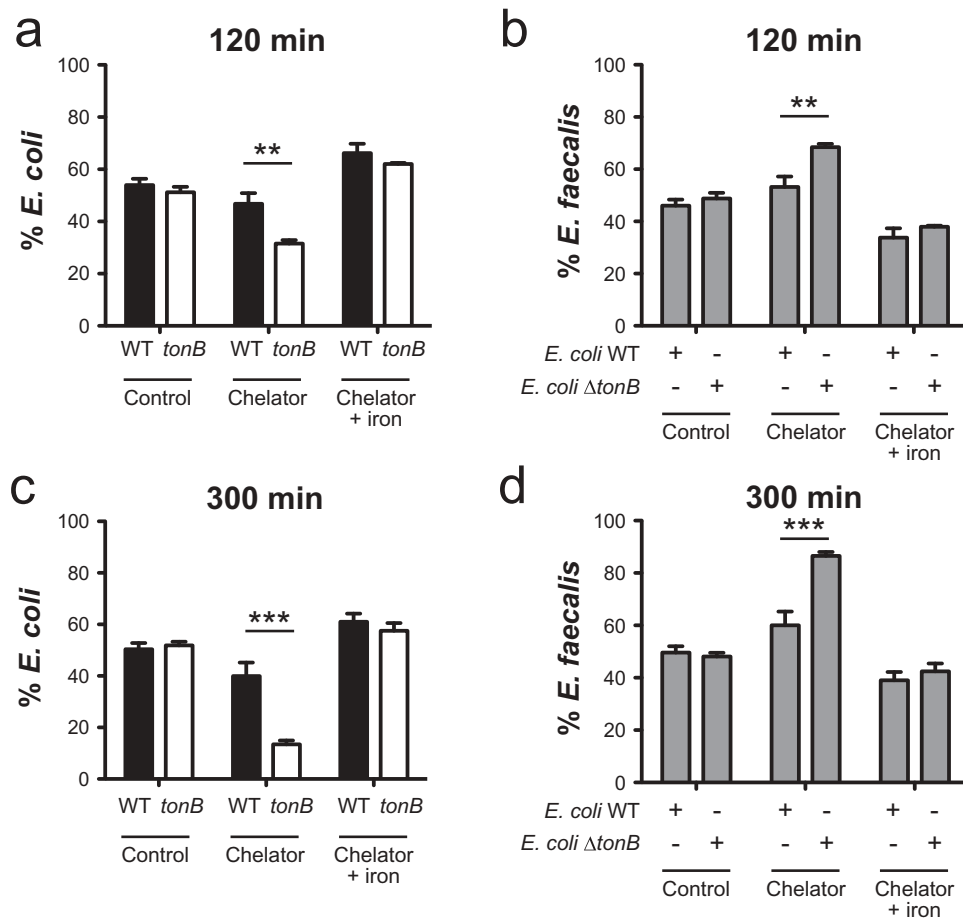 a
120 min
% E. coli
100
80
60
40
20
0
**
WT tonB WT tonB WT tonB
Control Chelator Chelator
+ iron
b
120 min
% E. faecalis
100
80
60
40
20
0
**
E. coli WT + - + - + -
E. coli ΔtonB - + - + - +
Control Chelator Chelator
+ iron
c
300 min
% E. coli
100
80
60
40
20
0
***
WT tonB WT tonB WT tonB
Control Chelator Chelator
+ iron
d
300 min
% E. faecalis
100
80
60
40
20
0
***
E. coli WT + - + - + -
E. coli ΔtonB - + - + - +
Control Chelator Chelator
+ iron